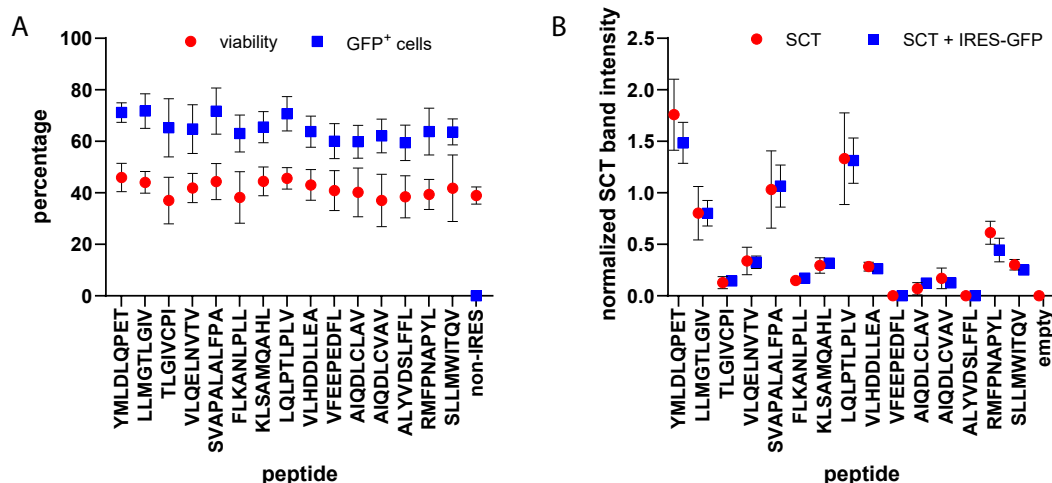 A
viability
GFP+ cells
percentage
100
80
60
40
20
0
YMLDLQPET
LLMGTLGIV
TLGIVCPI
VLQELNVTV
SVAPALALFPA
FLKANLPLL
KLSAMQAHL
LQLPTLPLV
VLHDDLLEA
VFEEPEDFL
AIQDLCLAV
AIQDLCVAV
ALYVDSLFFL
RMFPNAPYL
SLLMWITQV
non-IRES
peptide
B
SCT
SCT + IRES-GFP
normalized SCT band intensity
2.5
2.0
1.5
1.0
0.5
0.0
YMLDLQPET
LLMGTLGIV
TLGIVCPI
VLQELNVTV
SVAPALALFPA
FLKANLPLL
KLSAMQAHL
LQLPTLPLV
VLHDDLLEA
VFEEPEDFL
AIQDLCLAV
AIQDLCVAV
ALYVDSLFFL
RMFPNAPYL
SLLMWITQV
empty
peptide